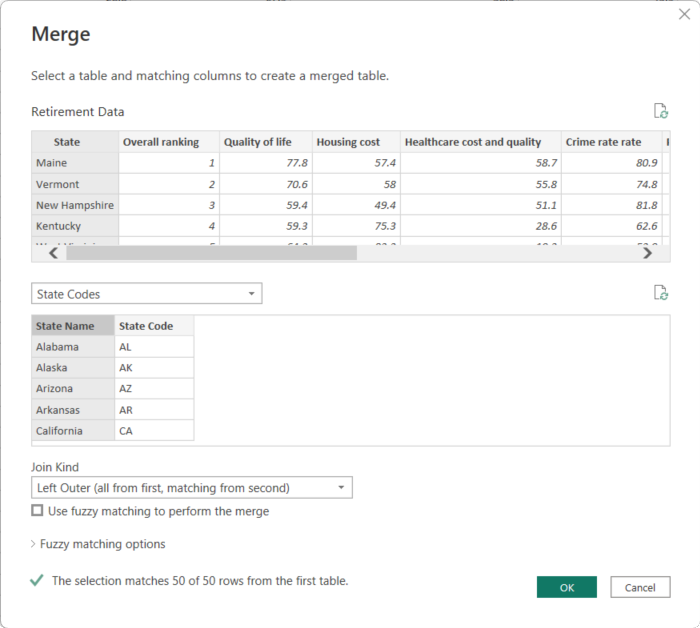 Merge
Select a table and matching columns to create a merged table.
Retirement Data
State Overall ranking Quality of life Housing cost Healthcare cost and quality Crime rate rate
Maine 1 77.8 57.4 58.7 80.9
Vermont 2 70.6 58 55.8 74.8
New Hampshire 3 59.4 49.4 51.1 81.8
Kentucky 4 59.3 75.3 28.6 62.6
State Codes
State Name State Code
Alabama AL
Alaska AK
Arizona AZ
Arkansas AR
California CA
Join Kind
Left Outer (all from first, matching from second)
Use fuzzy matching to perform the merge
Fuzzy matching options
The selection matches 50 of 50 rows from the first table.
OK Cancel